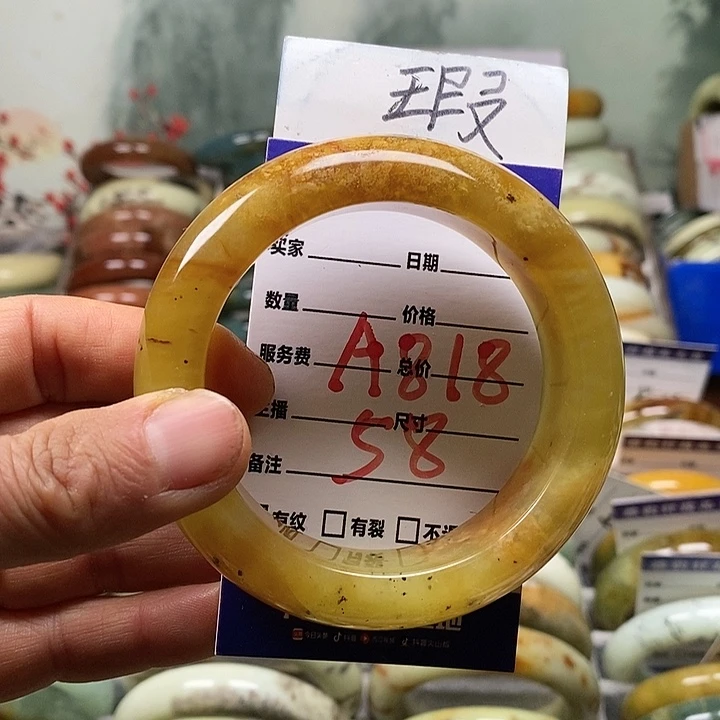 瑕
买家 日期
数量 价格
服务费 总价
A818
主播 尺寸
58
备注
有纹 □有裂 □不退